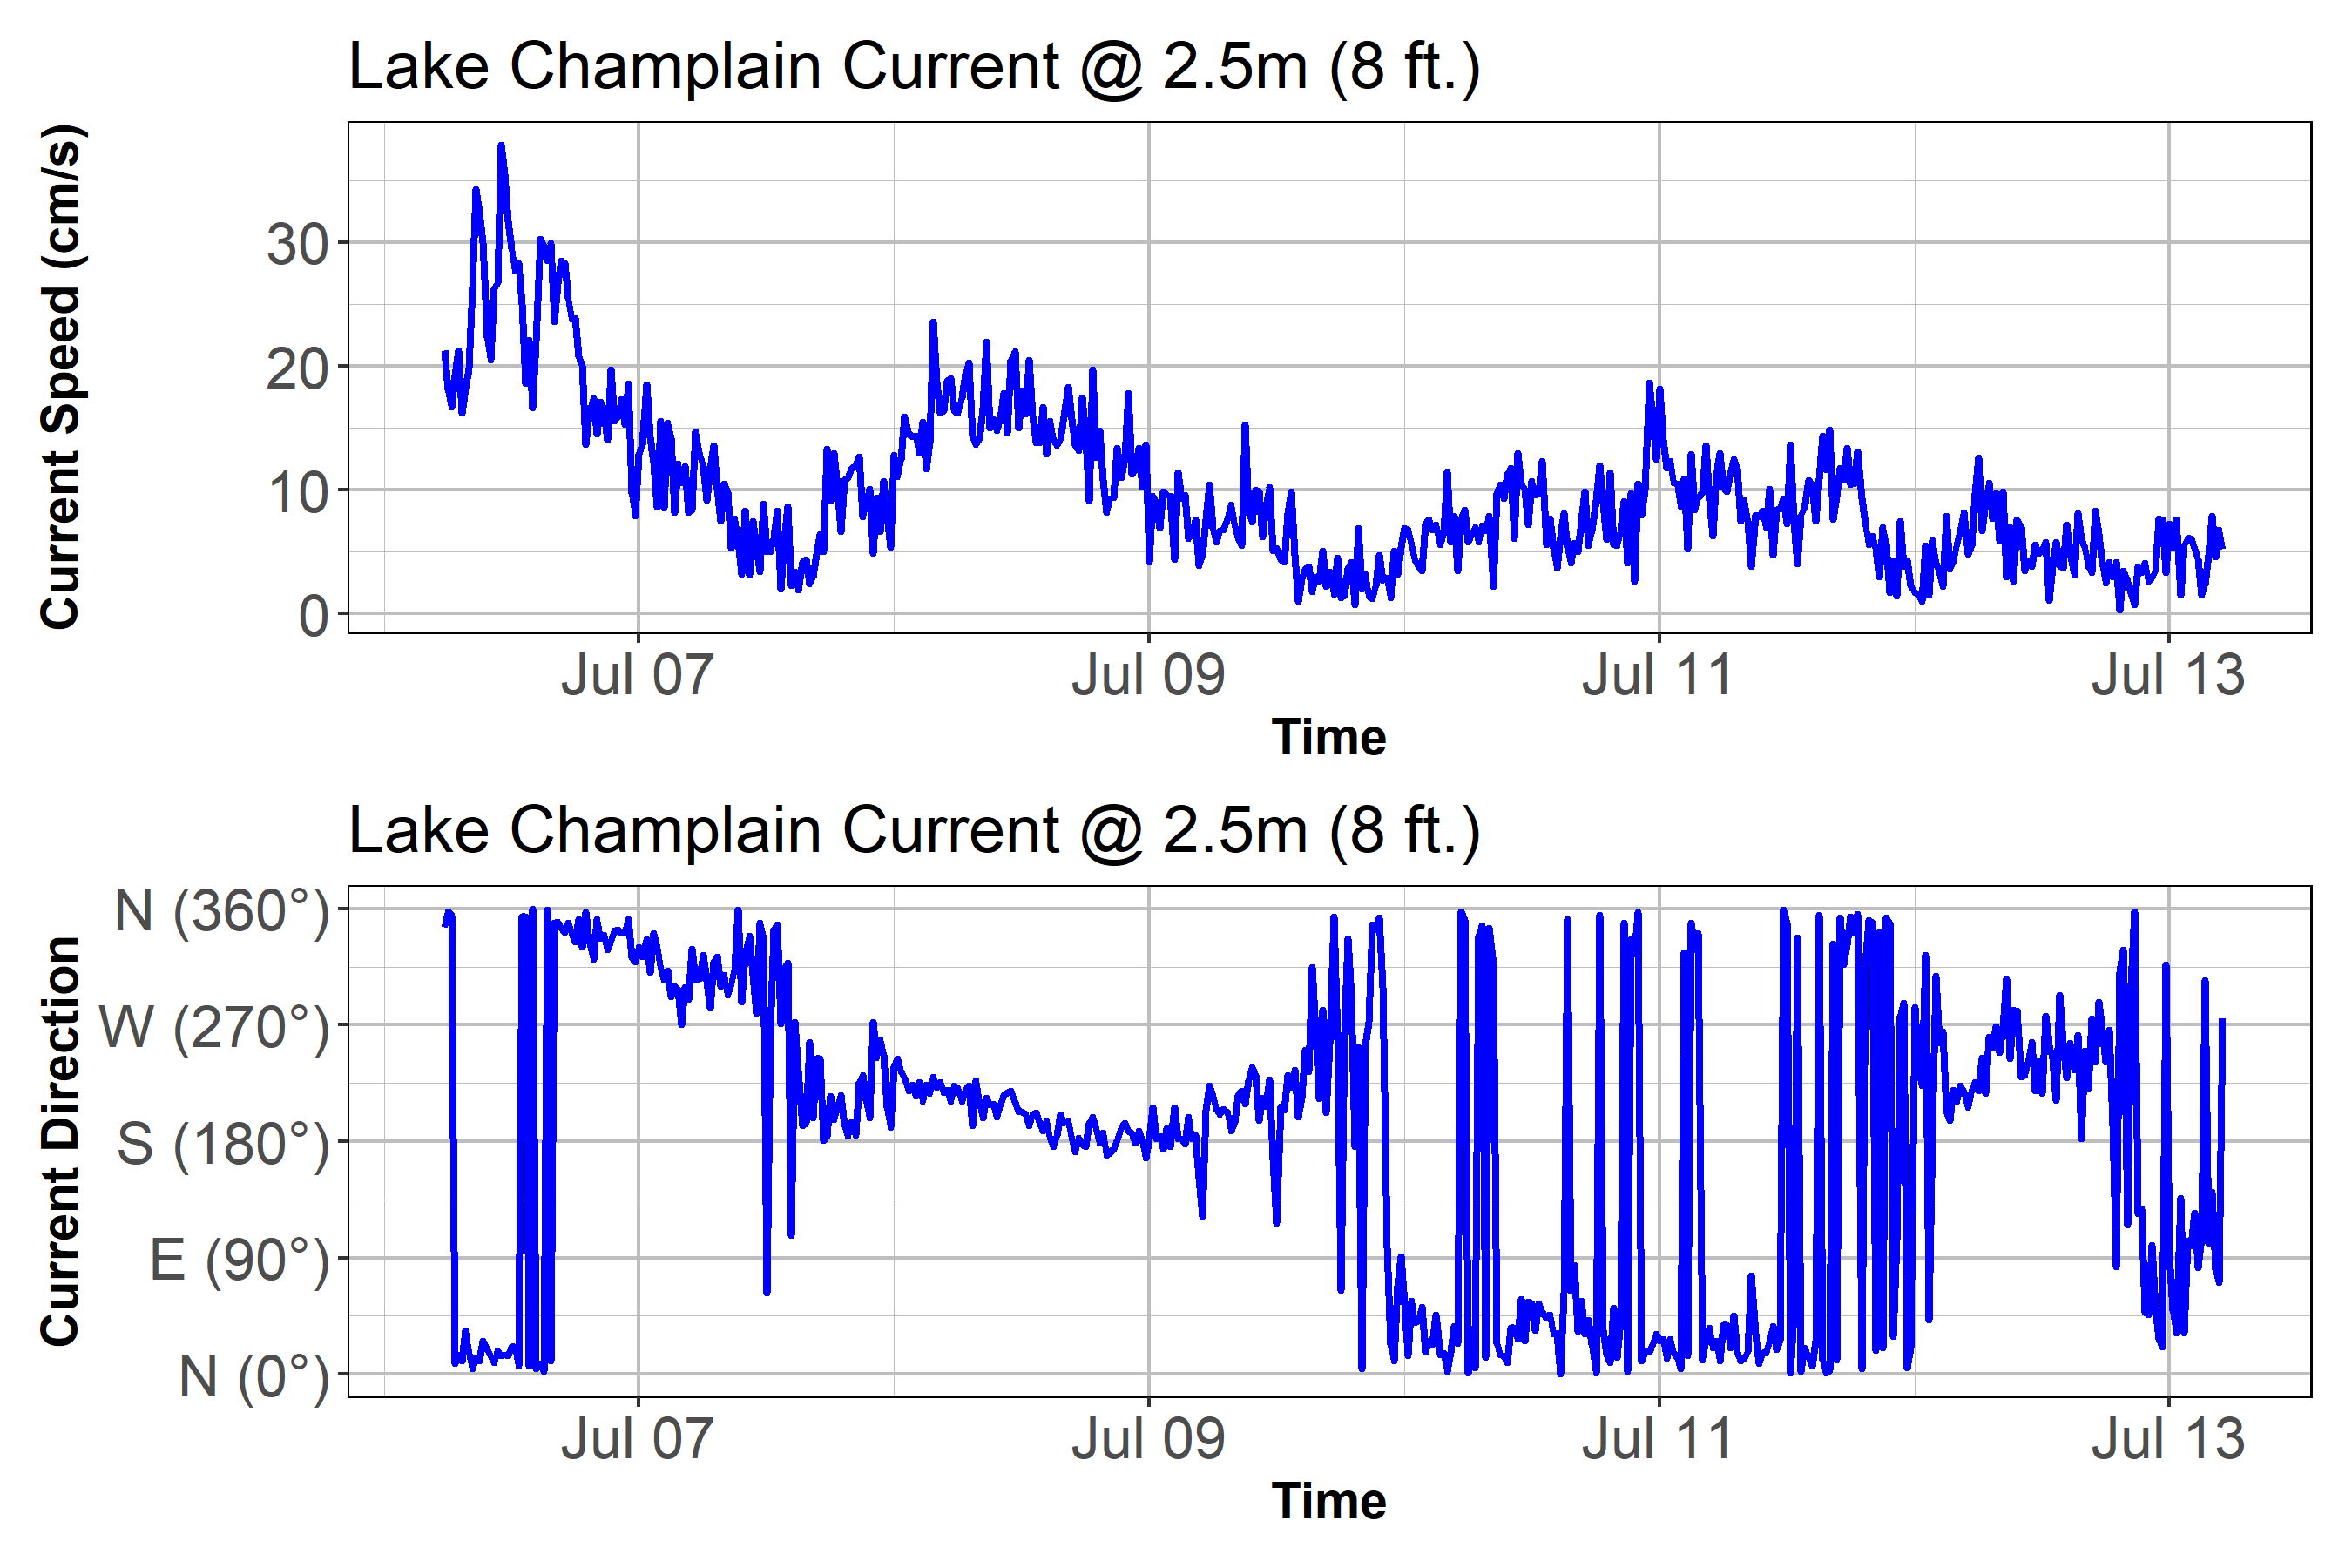 Lake Champlain Current @ 2.5m (8 ft.)
Current Speed (cm/s)
30
20
10
0
Jul 07 Jul 09 Jul 11 Jul 13
Time
Lake Champlain Current @ 2.5m (8 ft.)
Current Direction
N (360°)
W (270°)
S (180°)
E (90°)
N (0°)
Jul 07 Jul 09 Jul 11 Jul 13
Time